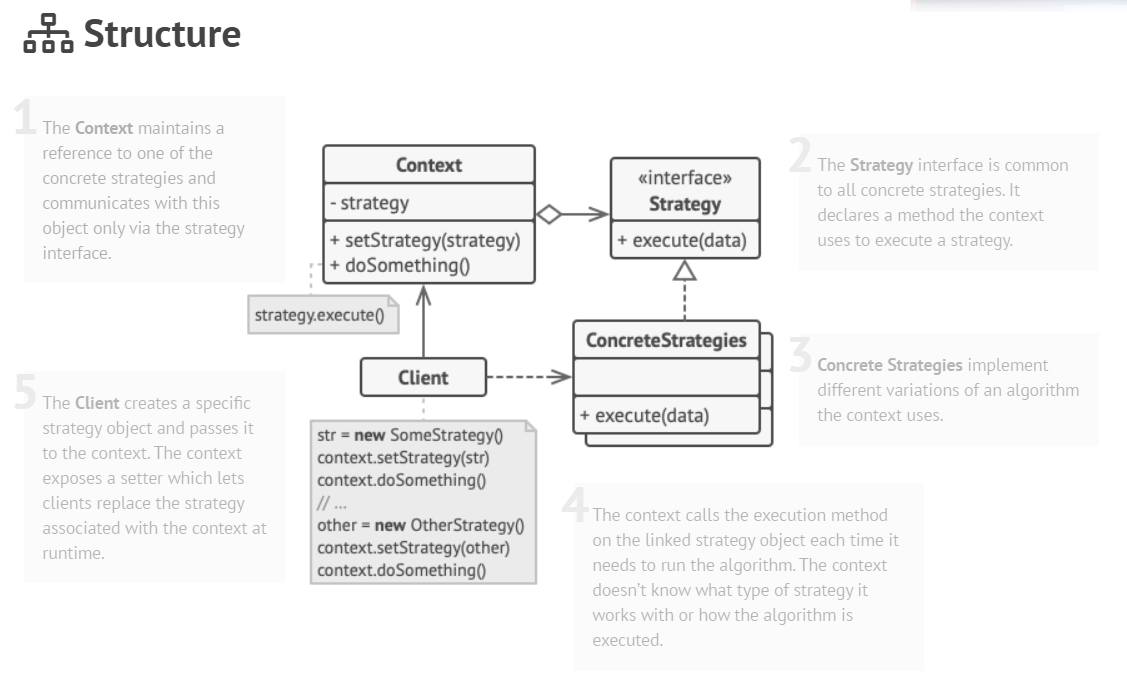 Structure
1
The Context maintains a
reference to one of the
concrete strategies and
communicates with this
object only via the strategy
interface.
Context
- strategy
+ setStrategy(strategy)
+ doSomething()
strategy.execute()
«interface»
Strategy
+ execute(data)
2
The Strategy interface is common
to all concrete strategies. It
declares a method the context
uses to execute a strategy.
ConcreteStrategies
+ execute(data)
3
Concrete Strategies implement
different variations of an algorithm
the context uses.
Client
str = new SomeStrategy()
context.setStrategy(str)
context.doSomething()
// ...
other = new OtherStrategy()
context.setStrategy(other)
context.doSomething()
4
The context calls the execution method
on the linked strategy object each time it
needs to run the algorithm. The context
doesn’t know what type of strategy it
works with or how the algorithm is
executed.
5
The Client creates a specific
strategy object and passes it
to the context. The context
exposes a setter which lets
clients replace the strategy
associated with the context at
runtime.